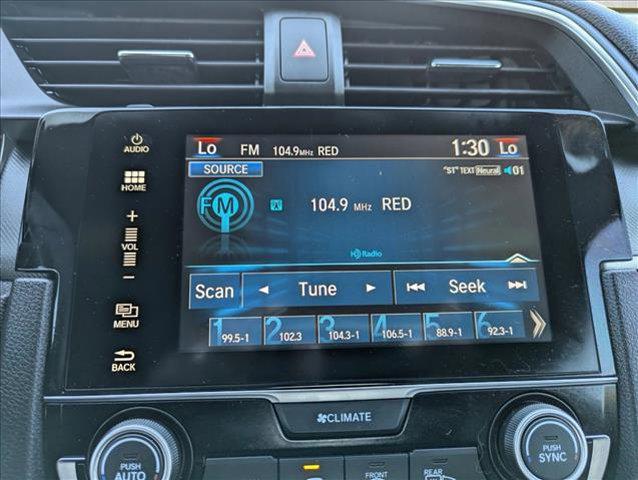 AUDIO
HOME
+
VOL
−
MENU
BACK
Lo FM 104.9MHz RED 1:30 Lo
SOURCE "ST" TEXT Neural 01
FM 104.9 MHz RED
HD Radio
Scan ◄ Tune ► ⏮ Seek ⏭
1 99.5-1 2 102.3 3 104.3-1 4 106.5-1 5 88.9-1 6 92.3-1
CLIMATE
PUSH AUTO
FRONT
REAR
PUSH SYNC